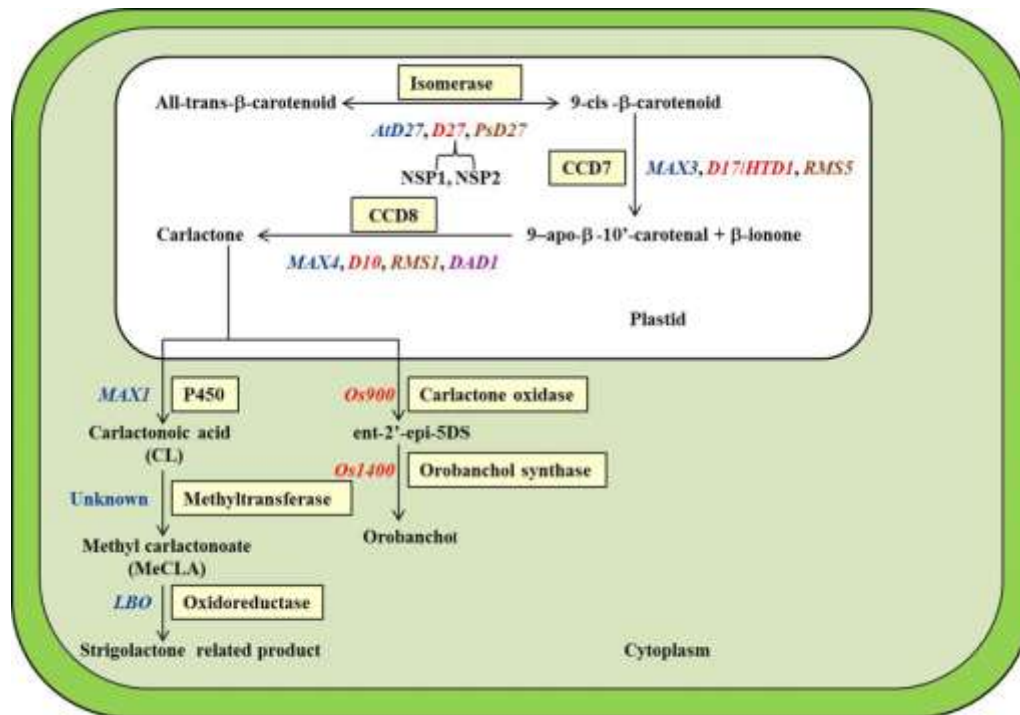 Isomerase
All-trans-β-carotenoid
9-cis -β-carotenoid
AtD27, D27, PsD27
NSP1, NSP2
CCD7
MAX3, D17/HTD1, RMS5
CCD8
Carlactone
9–apo-β -10’-carotenal + β-ionone
MAX4, D10, RMS1, DAD1
Plastid
MAX1
P450
Os900
Carlactone oxidase
Carlactonoic acid
(CL)
ent-2’-epi-5DS
Os1400
Orobanchol synthase
Unknown
Methyltransferase
Orobanchot
Methyl carlactonoate
(MeCLA)
LBO
Oxidoreductase
Strigolactone related product
Cytoplasm